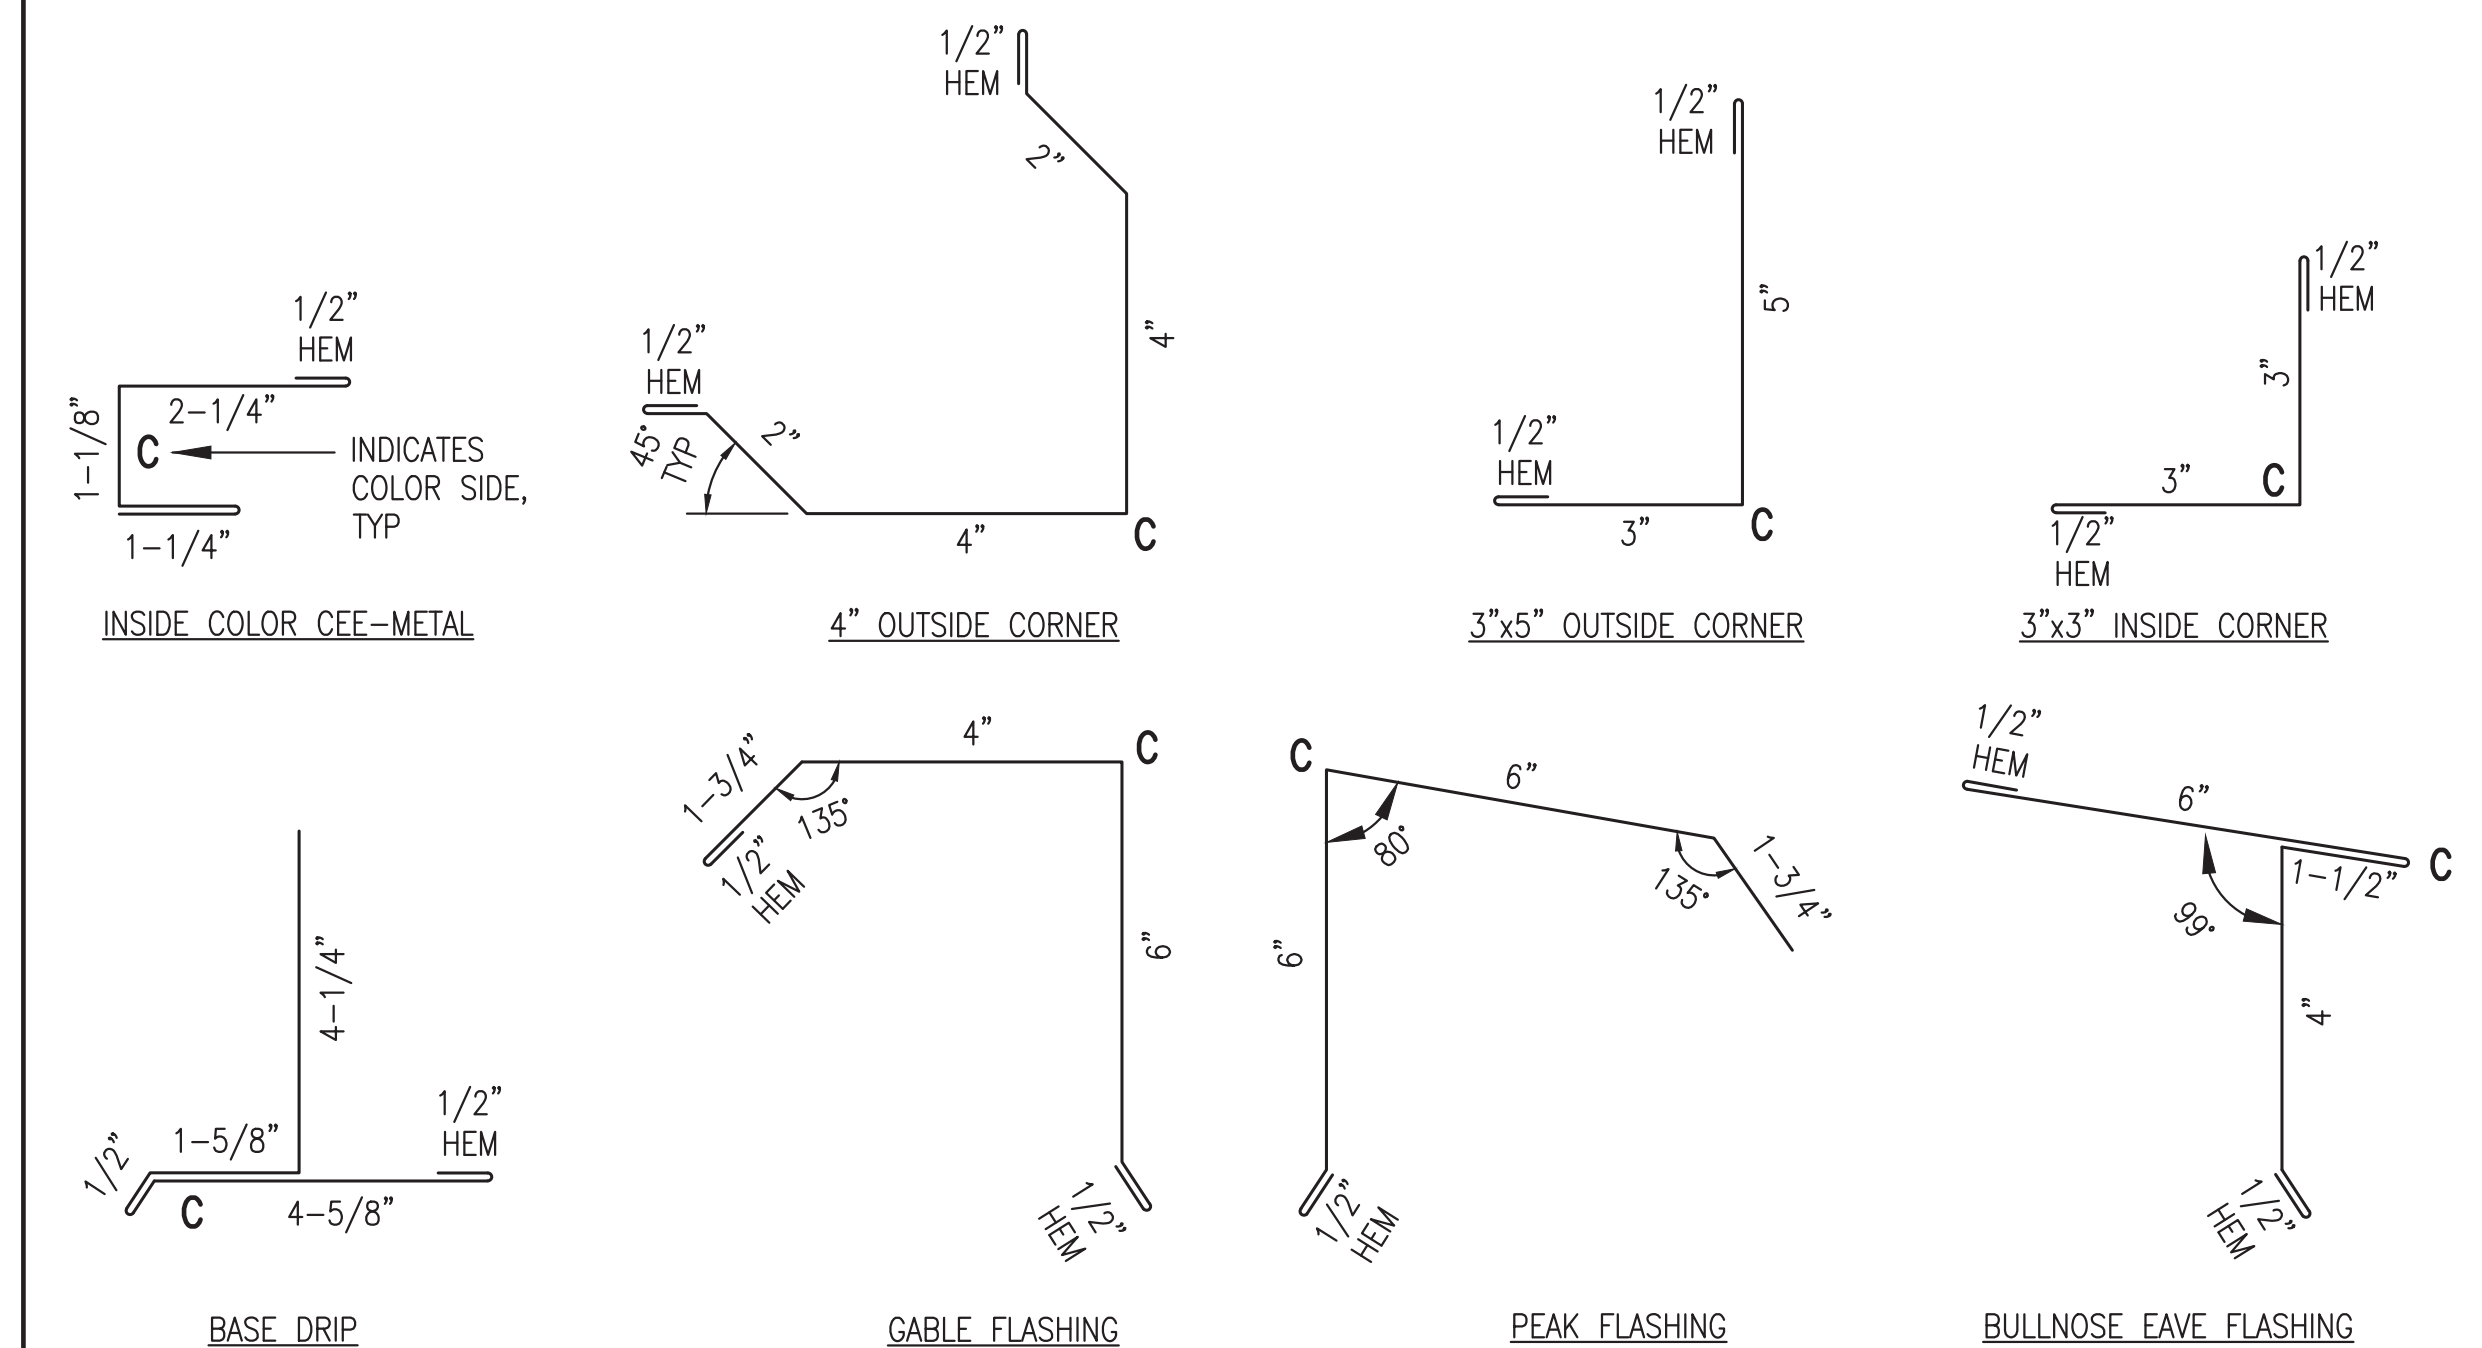 1/2"
HEM
2-1/4"
1-1/8"
C
INDICATES
COLOR SIDE,
TYP
1-1/4"
INSIDE COLOR CEE-METAL
1/2"
HEM
2"
4"
1/2"
HEM
2"
45°
TYP
4"
C
4" OUTSIDE CORNER
1/2"
HEM
5"
1/2"
HEM
3"
C
3"x5" OUTSIDE CORNER
1/2"
HEM
3"
3"
C
1/2"
HEM
3"x3" INSIDE CORNER
4-1/4"
1/2"
HEM
1-5/8"
1/2"
C
4-5/8"
BASE DRIP
4"
C
1-3/4"
135°
1/2"
HEM
6"
1/2"
HEM
GABLE FLASHING
C
6"
80°
135°
1-3/4"
6"
1/2"
HEM
PEAK FLASHING
1/2"
HEM
6"
C
1-1/2"
99°
4"
1/2"
HEM
BULLNOSE EAVE FLASHING